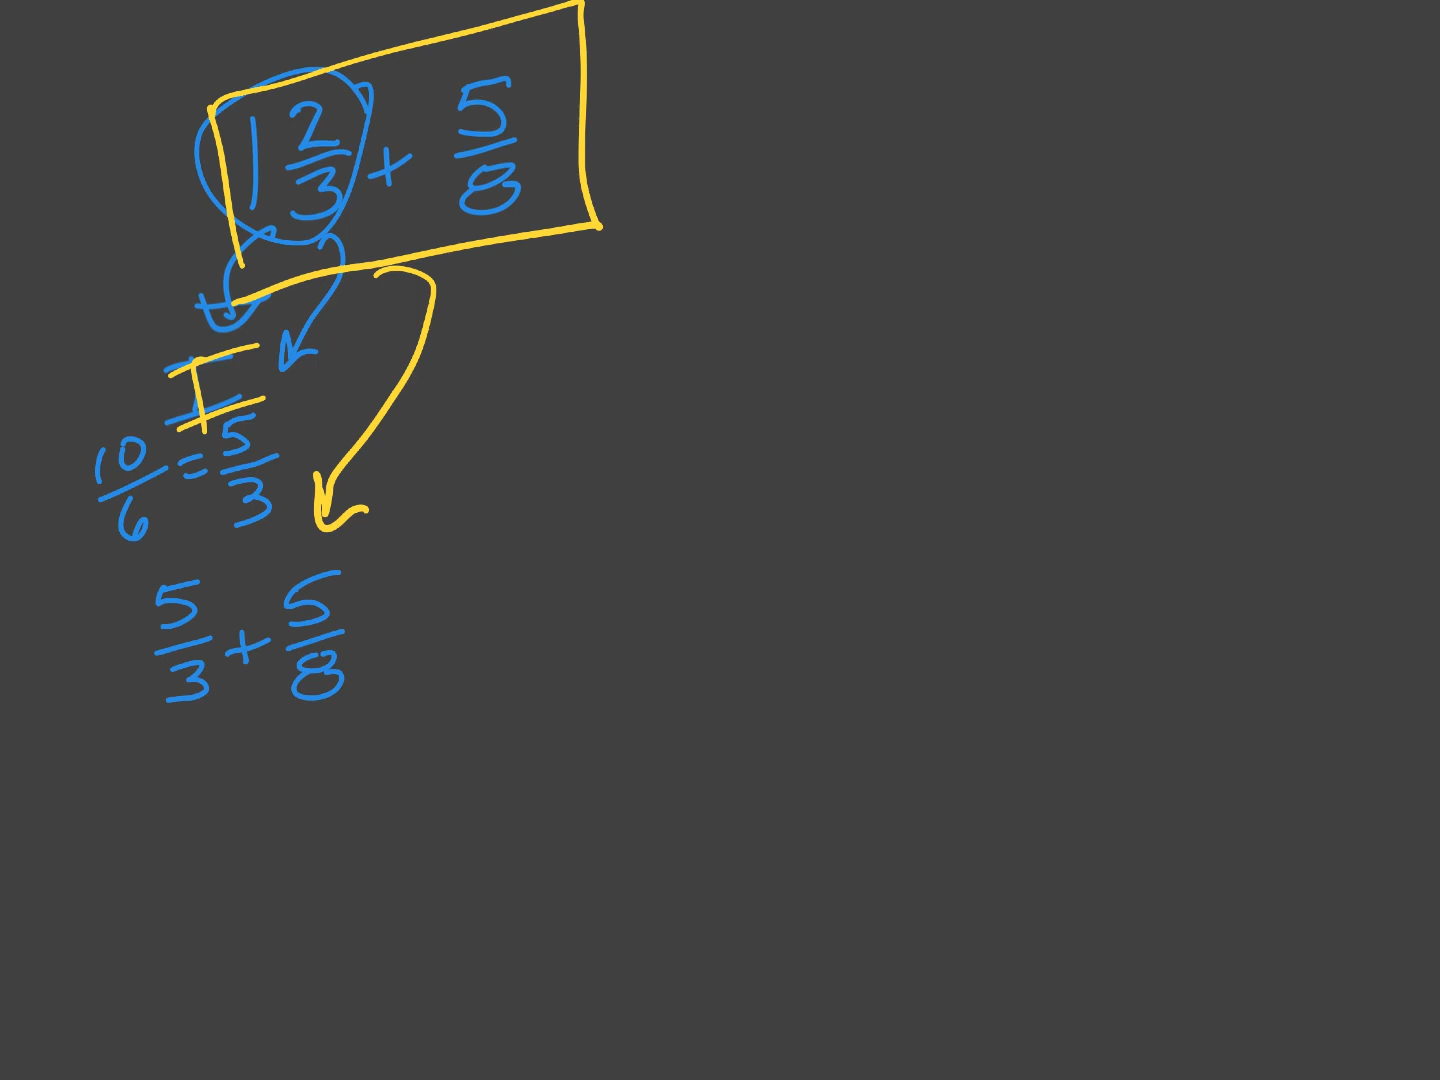 1 2/3 + 5/8
I
10/6 = 5/3
5/3 + 5/8